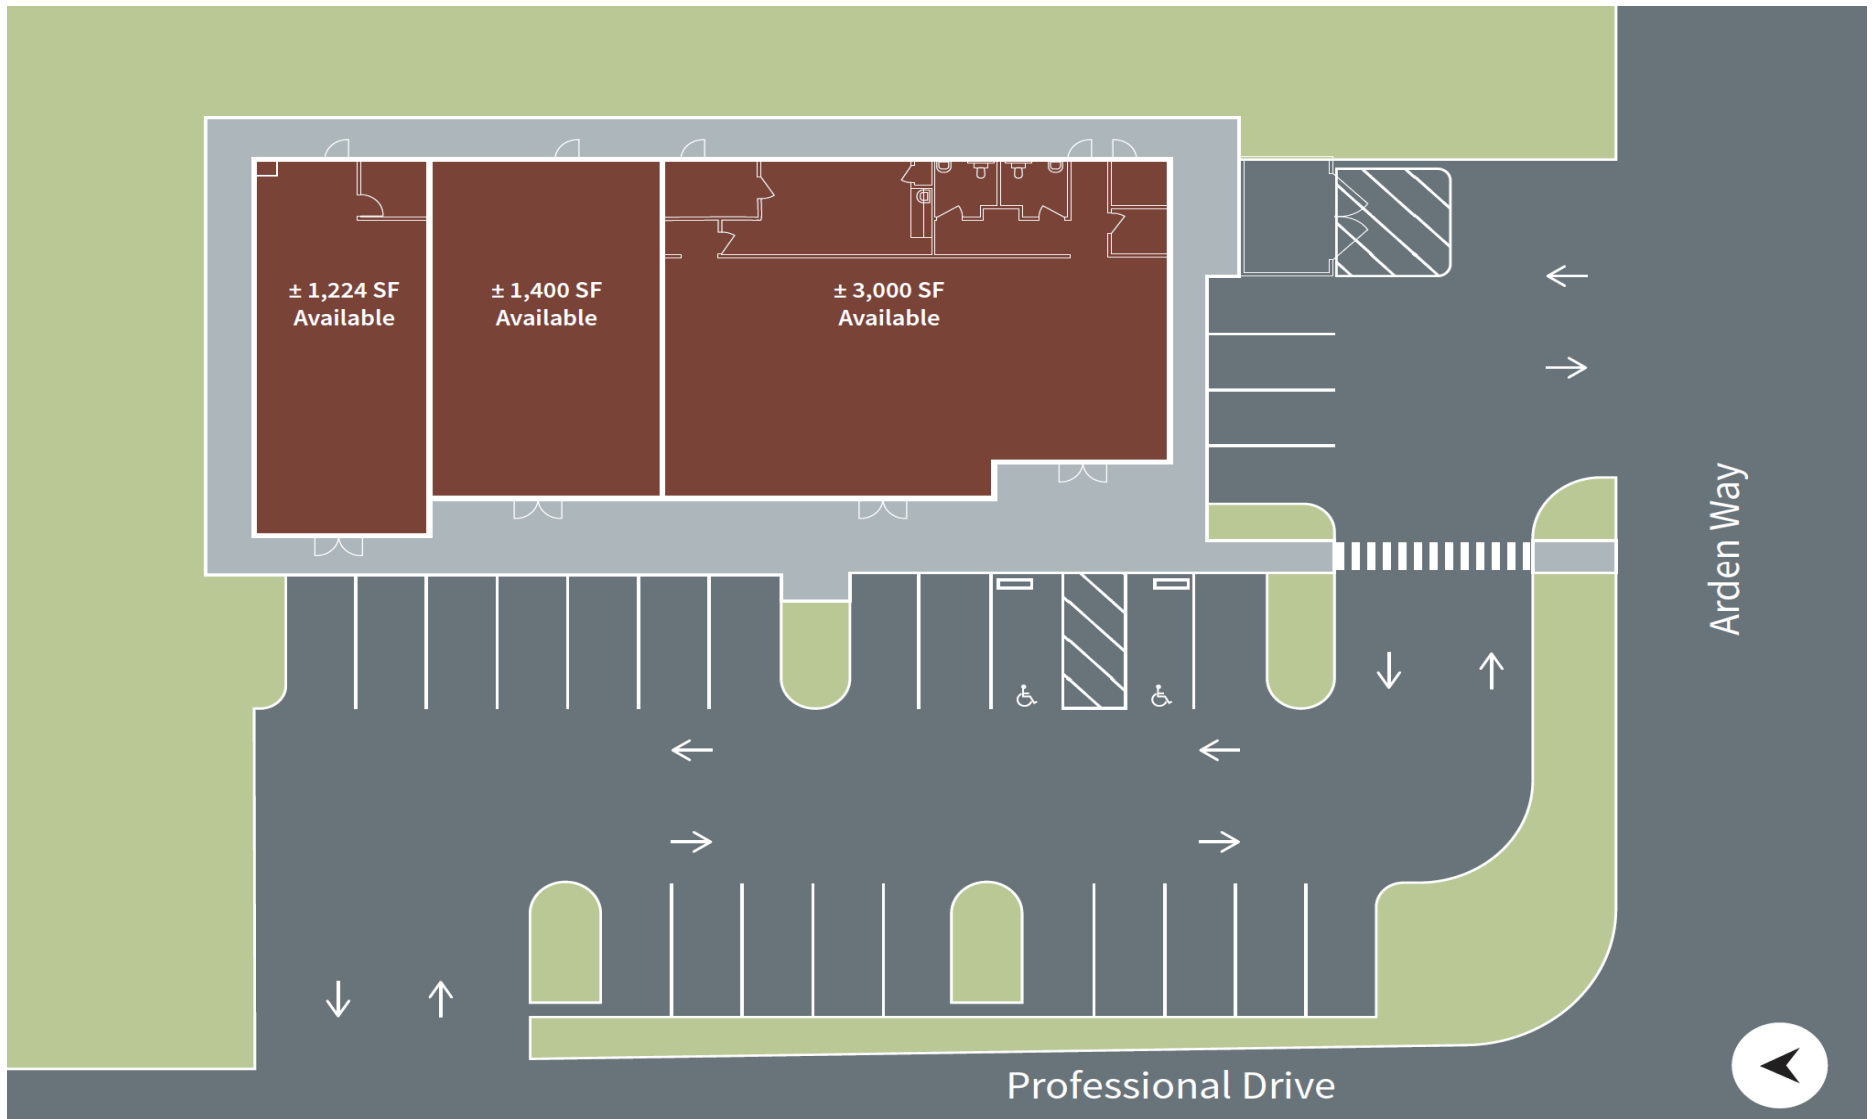 ± 1,224 SF
Available
± 1,400 SF
Available
± 3,000 SF
Available
Arden Way
Professional Drive